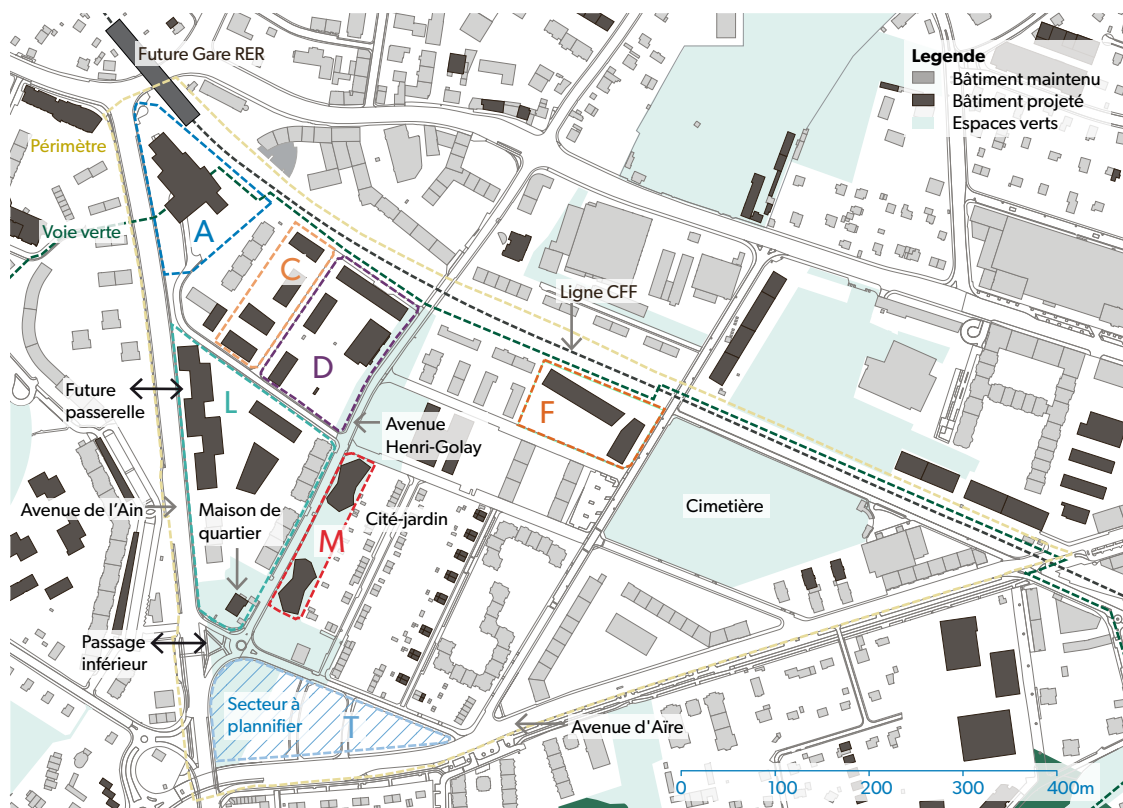 Future Gare RER
Legende
Bâtiment maintenu
Bâtiment projeté
Espaces verts
Périmètre
Voie verte
A
C
Ligne CFF
D
Future
passerelle
L
F
Avenue
Henri-Golay
Avenue de l'Ain
Maison de
quartier
Cité-jardin
Cimetière
M
Passage
inférieur
Secteur à
plannifier
T
Avenue d'Aïre
0
100
200
300
400m